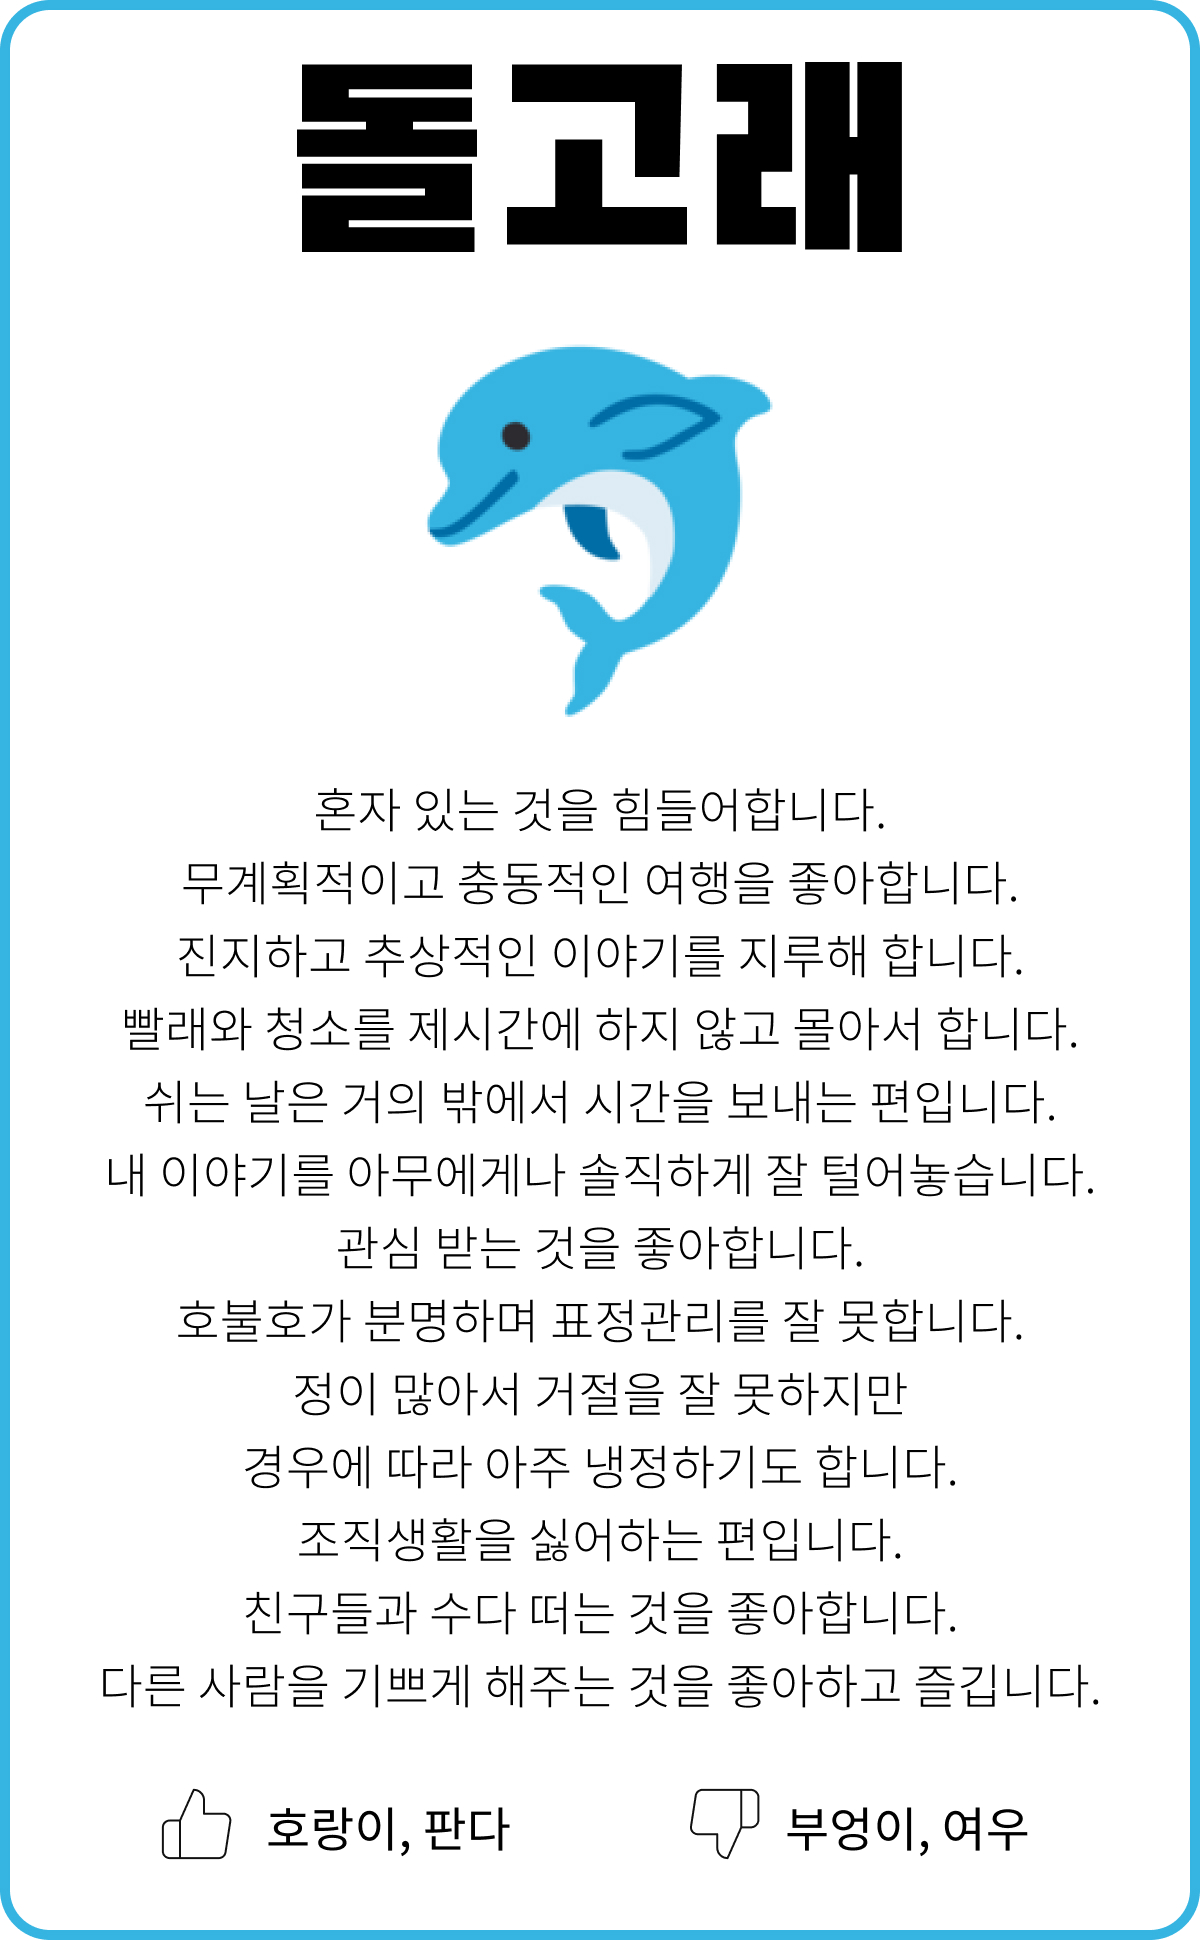 돌고래
혼자 있는 것을 힘들어합니다.
무계획적이고 충동적인 여행을 좋아합니다.
진지하고 추상적인 이야기를 지루해 합니다.
빨래와 청소를 제시간에 하지 않고 몰아서 합니다.
쉬는 날은 거의 밖에서 시간을 보내는 편입니다.
내 이야기를 아무에게나 솔직하게 잘 털어놓습니다.
관심 받는 것을 좋아합니다.
호불호가 분명하며 표정관리를 잘 못합니다.
정이 많아서 거절을 잘 못하지만
경우에 따라 아주 냉정하기도 합니다.
조직생활을 싫어하는 편입니다.
친구들과 수다 떠는 것을 좋아합니다.
다른 사람을 기쁘게 해주는 것을 좋아하고 즐깁니다.
호랑이, 판다
부엉이, 여우